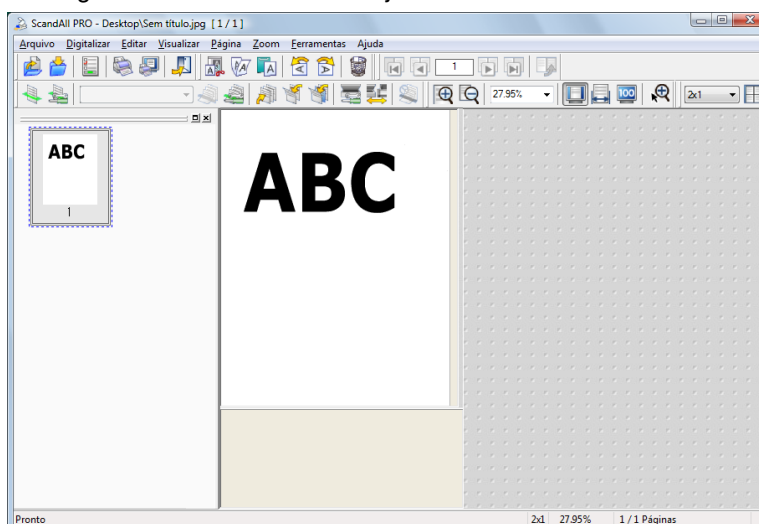 ScandAll PRO - Desktop\Sem título.jpg [ 1 / 1 ]
Arquivo Digitalizar Editar Visualizar Página Zoom Ferramentas Ajuda
1
27.95% 100 2x1
ABC
1
ABC
Pronto 2x1 27.95% 1 / 1 Páginas